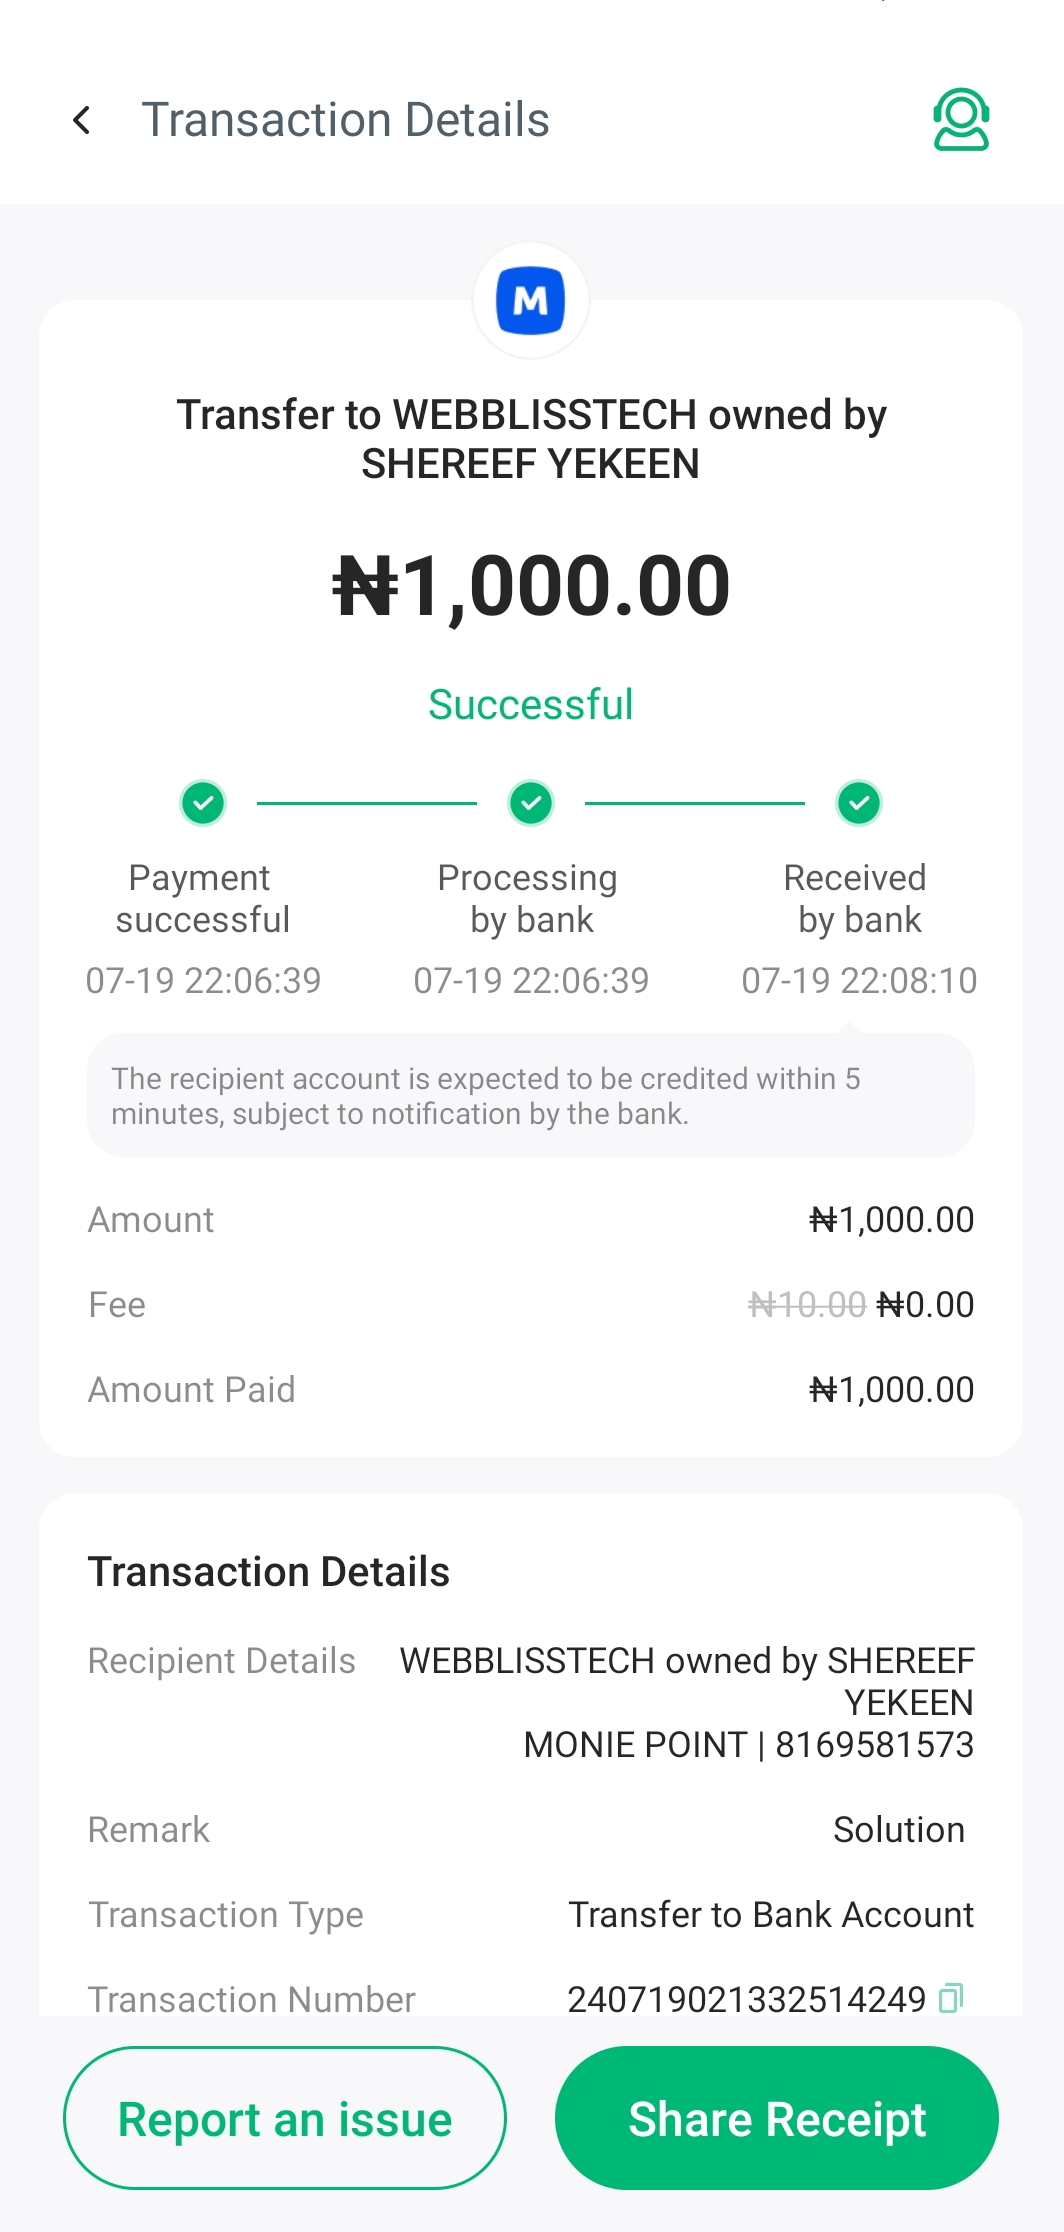 Transaction Details
M
Transfer to WEBBLISSTECH owned by
SHEREEF YEKEEN
₦1,000.00
Successful
Payment
successful
07-19 22:06:39
Processing
by bank
07-19 22:06:39
Received
by bank
07-19 22:08:10
The recipient account is expected to be credited within 5
minutes, subject to notification by the bank.
Amount ₦1,000.00
Fee ₦10.00 ₦0.00
Amount Paid ₦1,000.00
Transaction Details
Recipient Details WEBBLISSTECH owned by SHEREEF
YEKEEN
MONIE POINT | 8169581573
Remark Solution
Transaction Type Transfer to Bank Account
Transaction Number 240719021332514249
Report an issue
Share Receipt